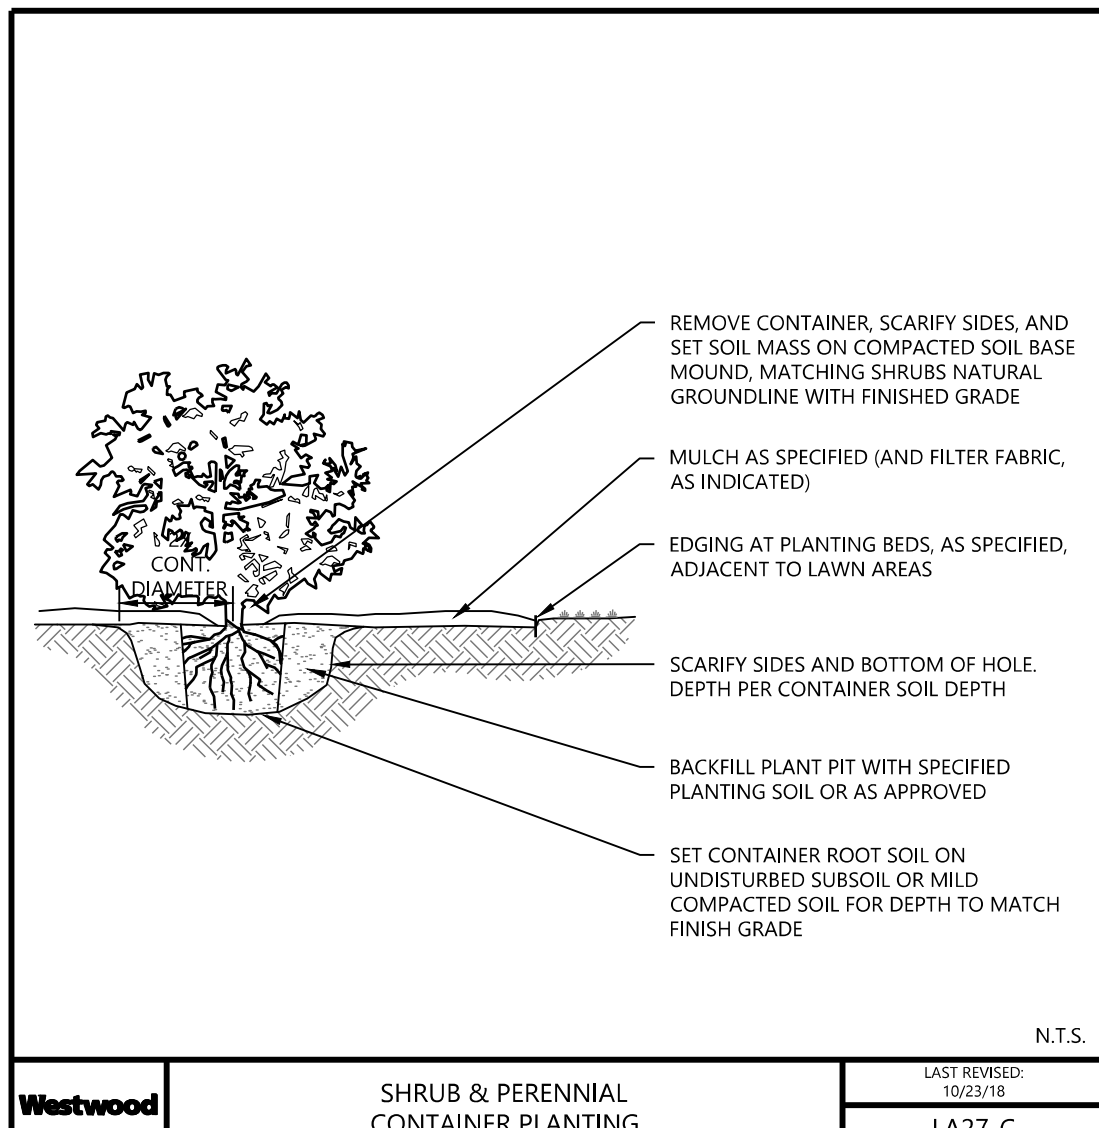 REMOVE CONTAINER, SCARIFY SIDES, AND
SET SOIL MASS ON COMPACTED SOIL BASE
MOUND, MATCHING SHRUBS NATURAL
GROUNDLINE WITH FINISHED GRADE
MULCH AS SPECIFIED (AND FILTER FABRIC,
AS INDICATED)
EDGING AT PLANTING BEDS, AS SPECIFIED,
ADJACENT TO LAWN AREAS
CONT.
DIAMETER
SCARIFY SIDES AND BOTTOM OF HOLE.
DEPTH PER CONTAINER SOIL DEPTH
BACKFILL PLANT PIT WITH SPECIFIED
PLANTING SOIL OR AS APPROVED
SET CONTAINER ROOT SOIL ON
UNDISTURBED SUBSOIL OR MILD
COMPACTED SOIL FOR DEPTH TO MATCH
FINISH GRADE
N.T.S.
Westwood
SHRUB & PERENNIAL
CONTAINER PLANTING
LAST REVISED:
10/23/18
LA27-C